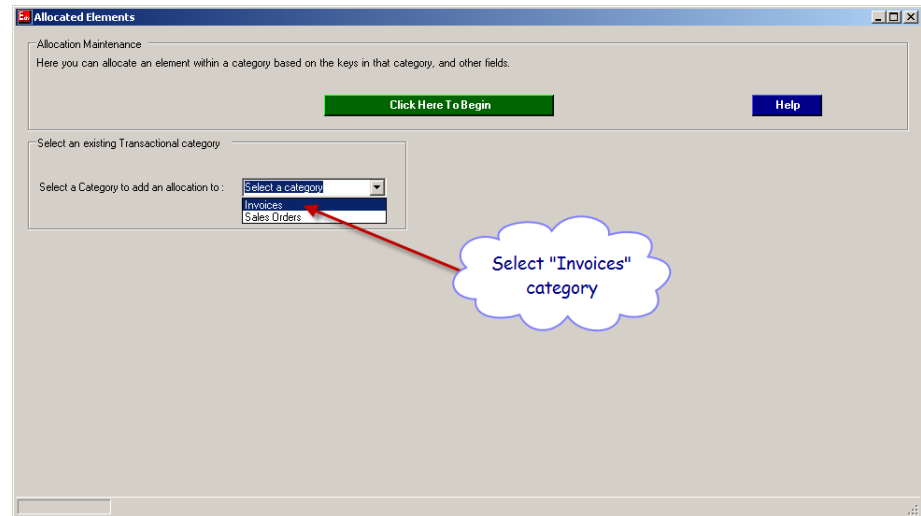 Allocated Elements
Allocation Maintenance
Here you can allocate an element within a category based on the keys in that category, and other fields.
Click Here To Begin
Help
Select an existing Transactional category
Select a Category to add an allocation to :
Select a category
Invoices
Sales Orders
Select "Invoices"
category